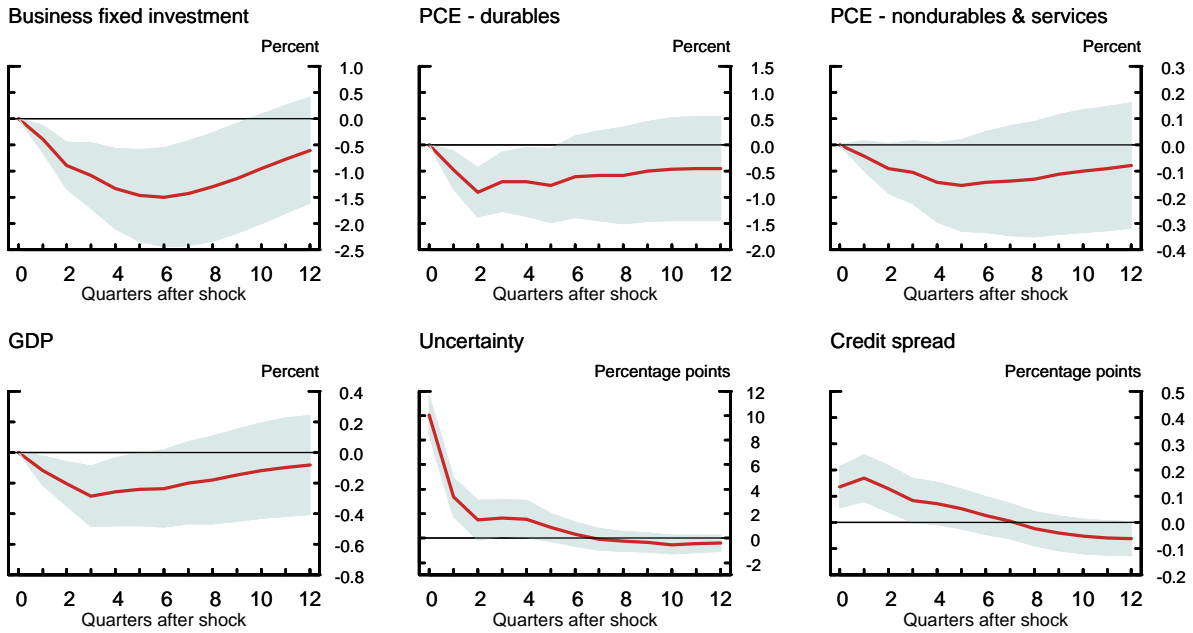 Business fixed investment
Percent
1.0
0.5
0.0
-0.5
-1.0
-1.5
-2.0
-2.5
0 2 4 6 8 10 12
Quarters after shock
PCE - durables
Percent
1.5
1.0
0.5
0.0
-0.5
-1.0
-1.5
-2.0
0 2 4 6 8 10 12
Quarters after shock
PCE - nondurables & services
Percent
0.3
0.2
0.1
0.0
-0.1
-0.2
-0.3
-0.4
0 2 4 6 8 10 12
Quarters after shock
GDP
Percent
0.4
0.2
0.0
-0.2
-0.4
-0.6
-0.8
0 2 4 6 8 10 12
Quarters after shock
Uncertainty
Percentage points
12
10
8
6
4
2
0
-2
0 2 4 6 8 10 12
Quarters after shock
Credit spread
Percentage points
0.5
0.4
0.3
0.2
0.1
0.0
-0.1
-0.2
0 2 4 6 8 10 12
Quarters after shock